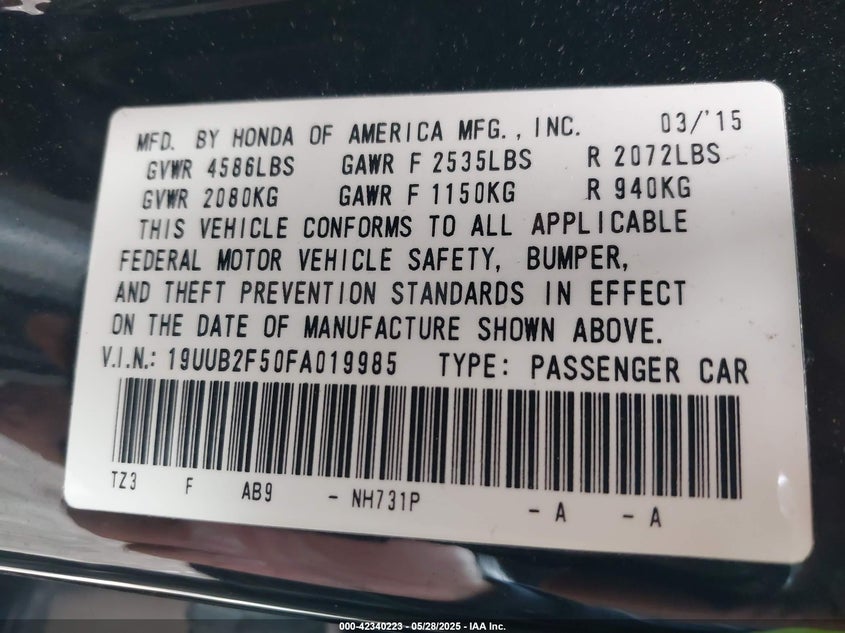 MFD. BY HONDA OF AMERICA MFG., INC. 03/'15
GVWR 4586LBS GAWR F 2535LBS R 2072LBS
GVWR 2080KG GAWR F 1150KG R 940KG
THIS VEHICLE CONFORMS TO ALL APPLICABLE
FEDERAL MOTOR VEHICLE SAFETY, BUMPER,
AND THEFT PREVENTION STANDARDS IN EFFECT
ON THE DATE OF MANUFACTURE SHOWN ABOVE.
V.I.N.: 19UUB2F50FA019985 TYPE: PASSENGER CAR
TZ3 F AB9 - NH731P - A - A
000-42340223 - 05/28/2025 - IAA Inc.